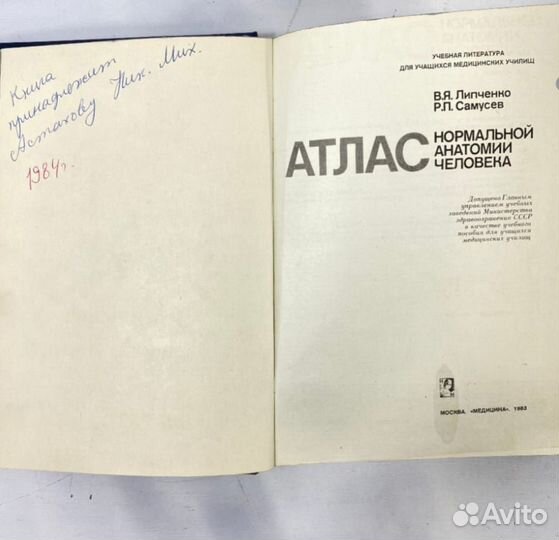 Книга
принадлежит
Астахову Ник. Мих.
1984г.
УЧЕБНАЯ ЛИТЕРАТУРА
ДЛЯ УЧАЩИХСЯ МЕДИЦИНСКИХ УЧИЛИЩ
В.Я. Липченко
Р.П. Самусев
АТЛАС НОРМАЛЬНОЙ
АНАТОМИИ
ЧЕЛОВЕКА
Допущено Главным
управлением учебных
заведений Министерства
здравоохранения СССР
в качестве учебного
пособия для учащихся
медицинских училищ
МОСКВА. «МЕДИЦИНА». 1983
Avito